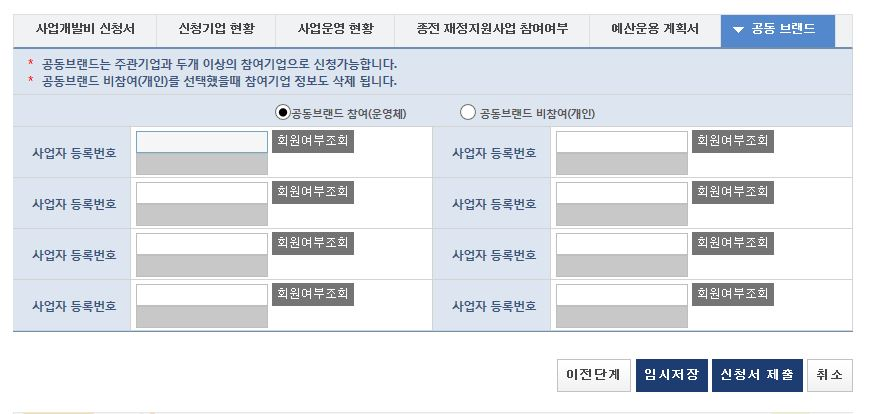 사업개발비 신청서 신청기업 현황 사업운영 현황 종전 재정지원사업 참여여부 예산운용 계획서 공동 브랜드
* 공동브랜드는 주관기업과 두개 이상의 참여기업으로 신청가능합니다.
* 공동브랜드 비참여(개인)를 선택했을때 참여기업 정보도 삭제 됩니다.
공동브랜드 참여(운영체) 공동브랜드 비참여(개인)
사업자 등록번호 회원여부조회 사업자 등록번호 회원여부조회
사업자 등록번호 회원여부조회 사업자 등록번호 회원여부조회
사업자 등록번호 회원여부조회 사업자 등록번호 회원여부조회
사업자 등록번호 회원여부조회 사업자 등록번호 회원여부조회
이전단계 임시저장 신청서 제출 취소